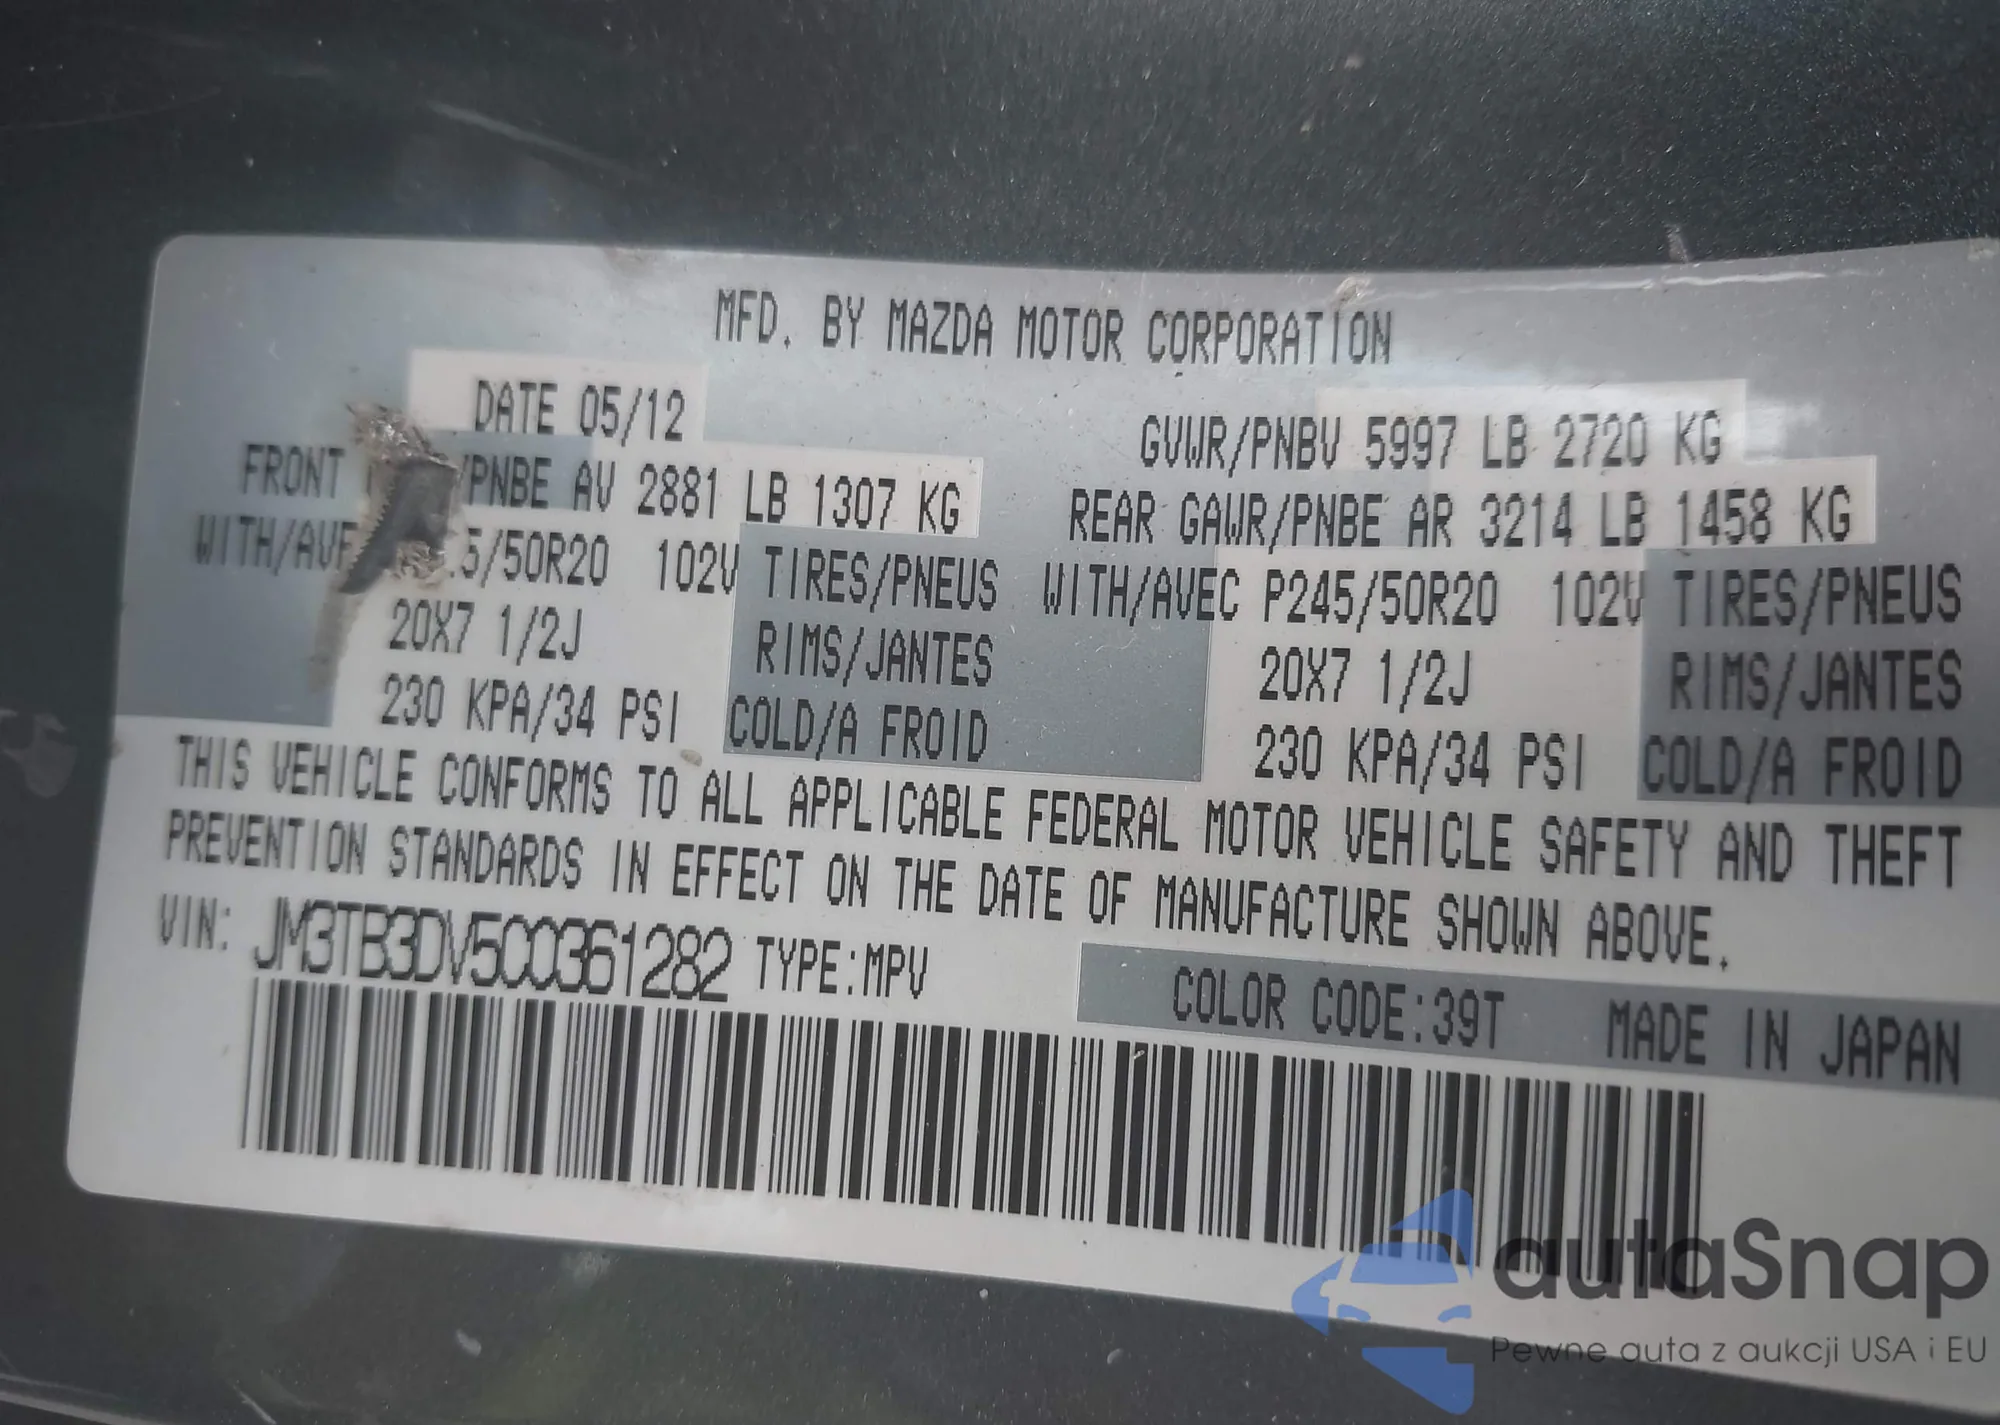 MFD. BY MAZDA MOTOR CORPORATION
DATE 05/12
GVWR/PNBV 5997 LB 2720 KG
FRONT /PNBE AV 2881 LB 1307 KG
REAR GAWR/PNBE AR 3214 LB 1458 KG
WITH/AVE 5/50R20 102V TIRES/PNEUS
WITH/AVEC P245/50R20 102V TIRES/PNEUS
20X7 1/2J RIMS/JANTES
20X7 1/2J RIMS/JANTES
230 KPA/34 PSI COLD/A FROID
230 KPA/34 PSI COLD/A FROID
THIS VEHICLE CONFORMS TO ALL APPLICABLE FEDERAL MOTOR VEHICLE SAFETY AND THEFT
PREVENTION STANDARDS IN EFFECT ON THE DATE OF MANUFACTURE SHOWN ABOVE.
VIN: JM3TB3DV5C0361282 TYPE:MPV
COLOR CODE:39T MADE IN JAPAN
autaSnap
Pewne auta z aukcji USA i EU